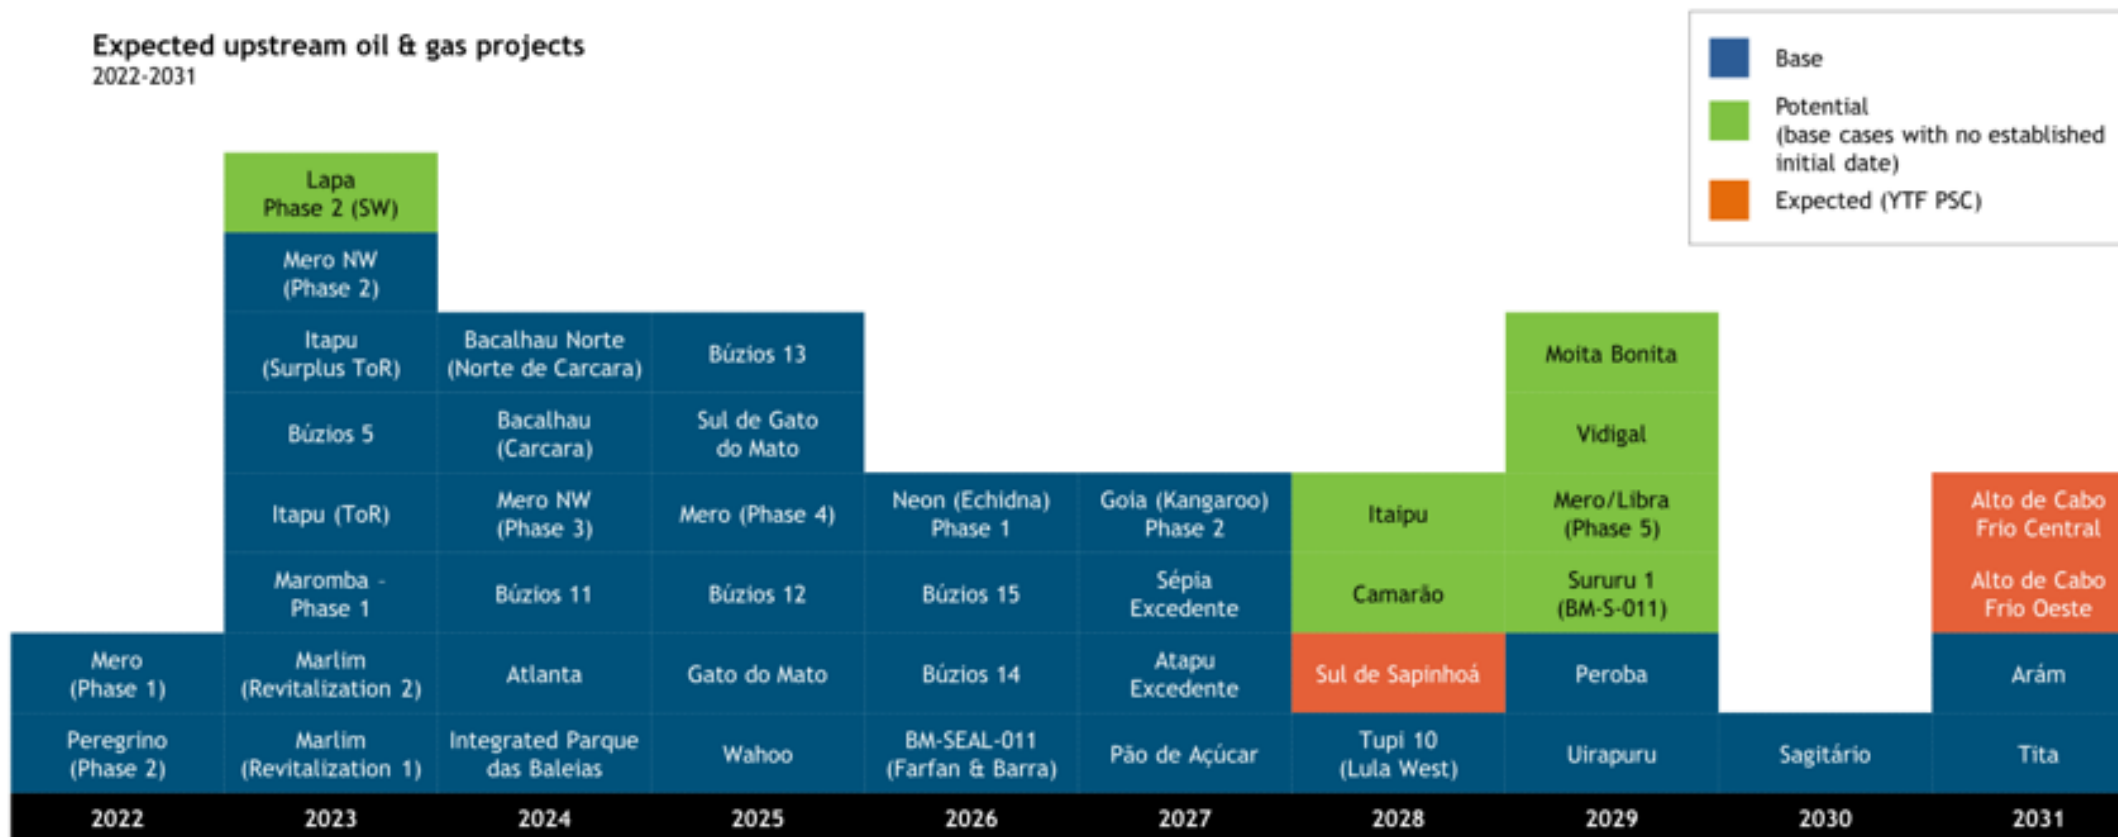 Expected upstream oil & gas projects
2022-2031
Base
Potential
(base cases with no established
initial date)
Expected (YTF PSC)
Lapa
Phase 2 (SW)
Mero NW
(Phase 2)
Itapu
(Surplus ToR)
Bacalhau Norte
(Norte de Carcara)
Búzios 13
Moita Bonita
Búzios 5
Bacalhau
(Carcara)
Sul de Gato
do Mato
Vidigal
Itapu (ToR)
Mero NW
(Phase 3)
Mero (Phase 4)
Neon (Echidna)
Phase 1
Goia (Kangaroo)
Phase 2
Itaipu
Mero/Libra
(Phase 5)
Alto de Cabo
Frio Central
Maromba –
Phase 1
Búzios 11
Búzios 12
Búzios 15
Sépia
Excedente
Camarão
Sururu 1
(BM-S-011)
Alto de Cabo
Frio Oeste
Mero
(Phase 1)
Marlim
(Revitalization 2)
Atlanta
Gato do Mato
Búzios 14
Atapu
Excedente
Sul de Sapinhoá
Peroba
Arám
Peregrino
(Phase 2)
Marlim
(Revitalization 1)
Integrated Parque
das Baleias
Wahoo
BM-SEAL-011
(Farfan & Barra)
Pão de Açúcar
Tupi 10
(Lula West)
Uirapuru
Sagitário
Tita
2022 2023 2024 2025 2026 2027 2028 2029 2030 2031